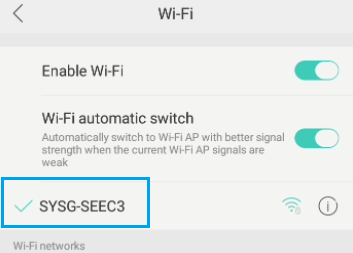 Wi-Fi
Enable Wi-Fi
Wi-Fi automatic switch
Automatically switch to Wi-Fi AP with better signal
strength when the current Wi-Fi AP signals are
weak
SYSG-SEEC3
Wi-Fi networks